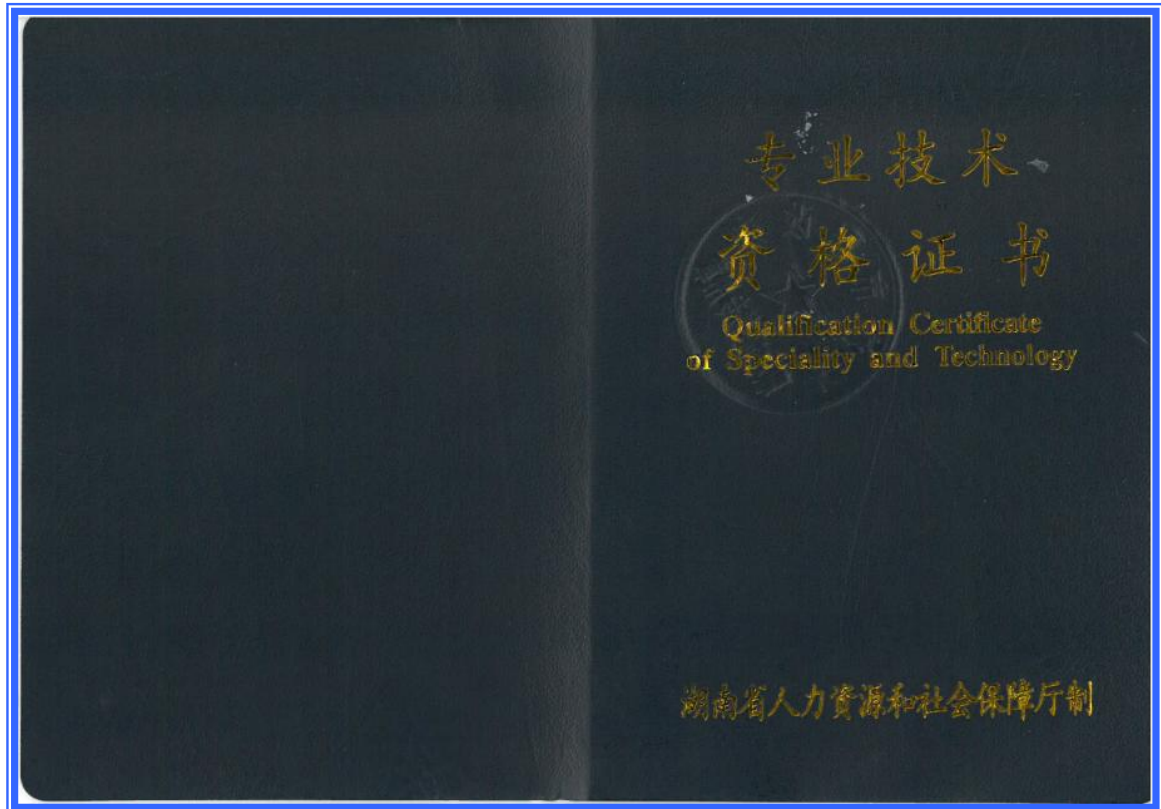 专业技术
资格证书
Qualification Certificate
of Speciality and Technology
湖南省人力资源和社会保障厅制